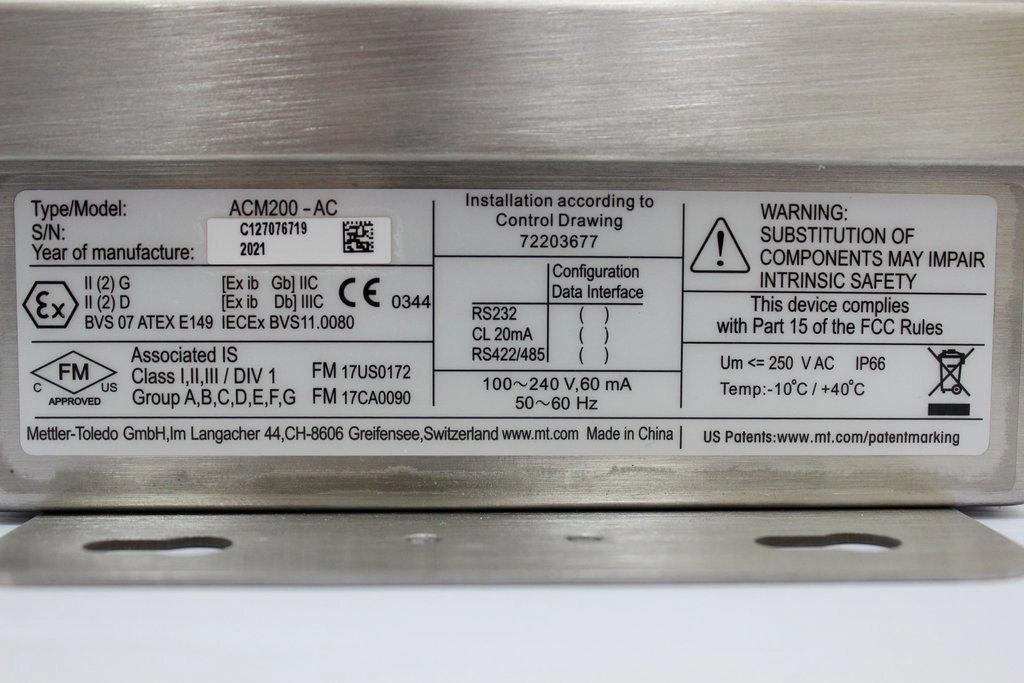 Type/Model: ACM200 - AC
S/N: C127076719
Year of manufacture: 2021
Ex
II (2) G [Ex ib Gb] IIC
II (2) D [Ex ib Db] IIIC
BVS 07 ATEX E149 IECEx BVS11.0080
CE 0344
FM
C US
APPROVED
Associated IS
Class I,II,III / DIV 1
Group A,B,C,D,E,F,G
FM 17US0172
FM 17CA0090
Installation according to
Control Drawing
72203677
Configuration
Data Interface
RS232 ( )
CL 20mA ( )
RS422/485 ( )
100~240 V,60 mA
50~60 Hz
WARNING:
SUBSTITUTION OF
COMPONENTS MAY IMPAIR
INTRINSIC SAFETY
This device complies
with Part 15 of the FCC Rules
Um <= 250 V AC IP66
Temp:-10°C / +40°C
Mettler-Toledo GmbH,Im Langacher 44,CH-8606 Greifensee,Switzerland www.mt.com Made in China
US Patents:www.mt.com/patentmarking